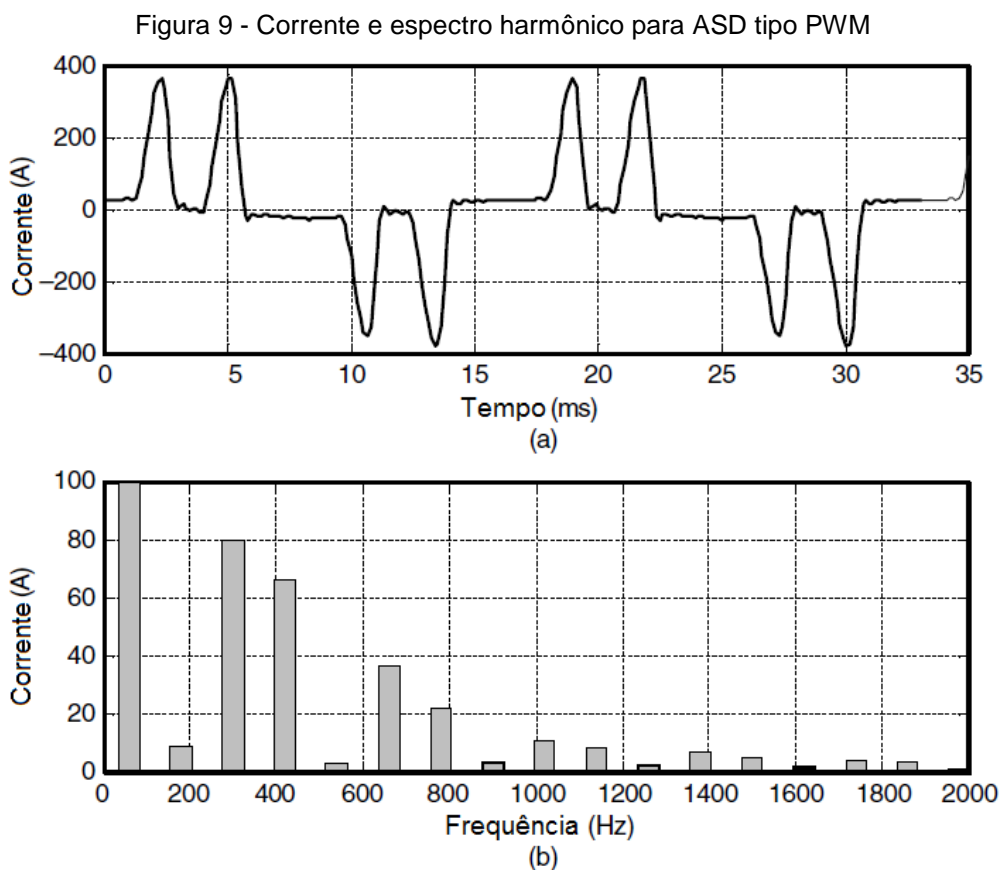 Figura 9 - Corrente e espectro harmônico para ASD tipo PWM
400
200
0
−200
−400
Corrente (A)
0 5 10 15 20 25 30 35
Tempo (ms)
(a)
100
80
60
40
20
0
Corrente (A)
0 200 400 600 800 1000 1200 1400 1600 1800 2000
Frequência (Hz)
(b)